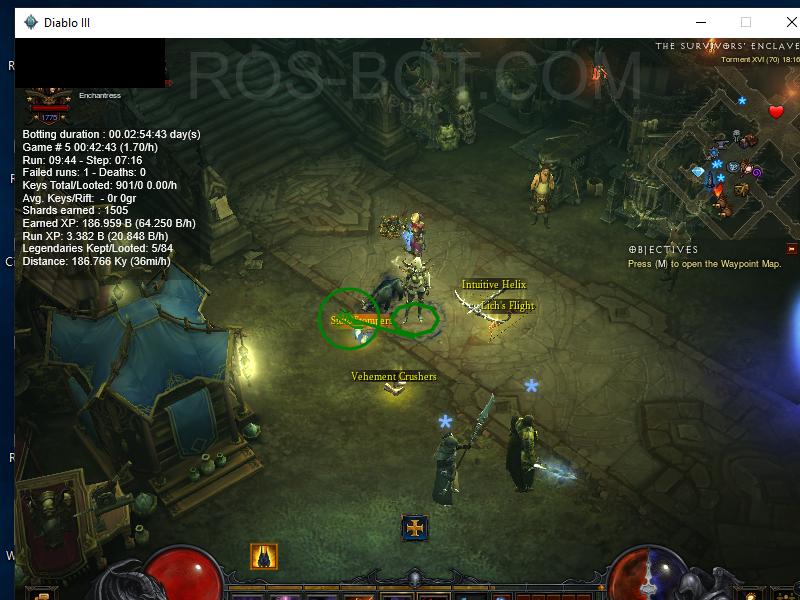 Diablo III
THE SURVIVORS' ENCLAVE
Torment XVI (70) 18:16
ROS-BOT.COM
Enchantress
1775
Botting duration : 00.02:54:43 day(s)
Game # 5 00:42:43 (1.70/h)
Run: 09:44 - Step: 07:16
Failed runs: 1 - Deaths: 0
Keys Total/Looted: 901/0 0.00/h
Avg. Keys/Rift:  - 0r 0gr
Shards earned : 1505
Earned XP: 186.959 B (64.250 B/h)
Run XP: 3.382 B (20.848 B/h)
Legendaries Kept/Looted: 5/84
Distance: 186.766 Ky (36mi/h)
OBJECTIVES
Press (M) to open the Waypoint Map.
Intuitive Helix
Lich's Flight
Vehement Crushers